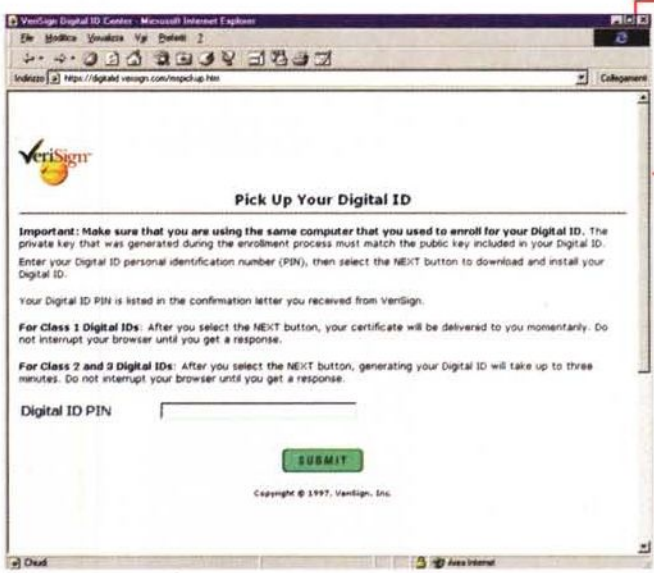 VeriSign Digital ID Center - Microsoft Internet Explorer
File Modifica Visualizza Vai Preferiti ?
Indirizzo https://digitalid.verisign.com/mspickup.htm Collegamenti
VeriSign
Pick Up Your Digital ID
Important: Make sure that you are using the same computer that you used to enroll for your Digital ID. The
private key that was generated during the enrollment process must match the public key included in your Digital ID.
Enter your Digital ID personal identification number (PIN), then select the NEXT button to download and install your
Digital ID.
Your Digital ID PIN is listed in the confirmation letter you received from VeriSign.
For Class 1 Digital IDs: After you select the NEXT button, your certificate will be delivered to you momentarily. Do
not interrupt your browser until you get a response.
For Class 2 and 3 Digital IDs: After you select the NEXT button, generating your Digital ID will take up to three
minutes. Do not interrupt your browser until you get a response.
Digital ID PIN
SUBMIT
Copyright © 1997, VeriSign, Inc.
Chiudi Area Internet